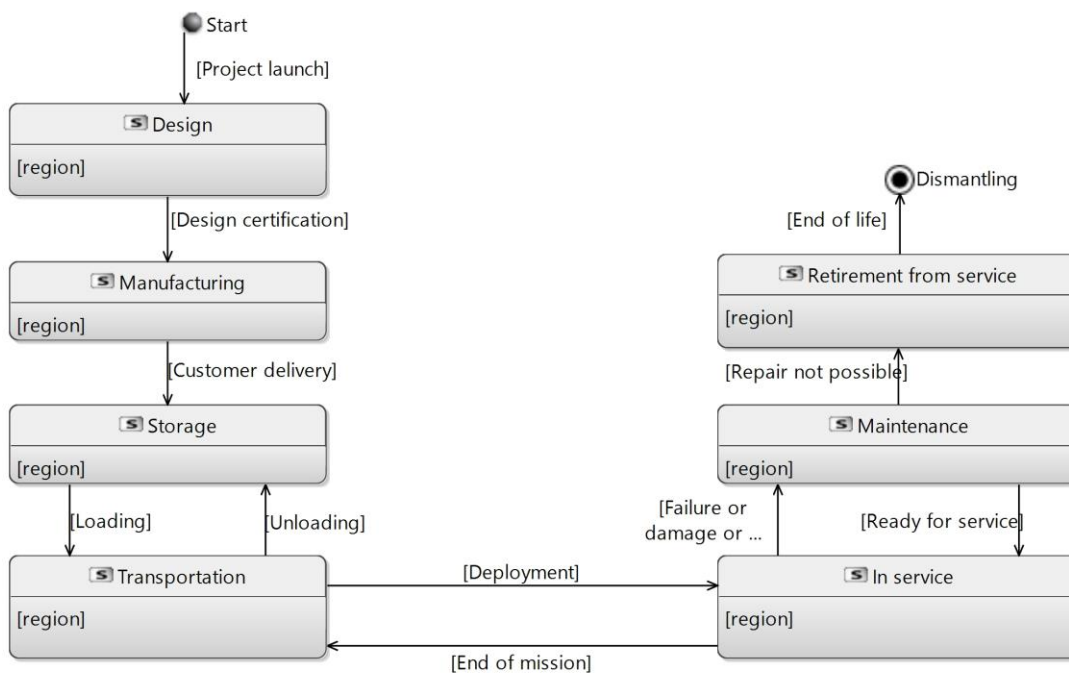 Start
[Project launch]
S Design
[region]
[Design certification]
S Manufacturing
[region]
[Customer delivery]
S Storage
[region]
[Loading]
[Unloading]
S Transportation
[region]
[Deployment]
[End of mission]
Dismantling
[End of life]
S Retirement from service
[region]
[Repair not possible]
S Maintenance
[region]
[Failure or
damage or ...
[Ready for service]
S In service
[region]